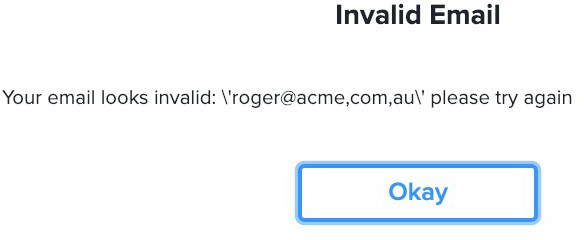 Invalid Email
Your email looks invalid: \'roger@acme,com,au\' please try again
Okay